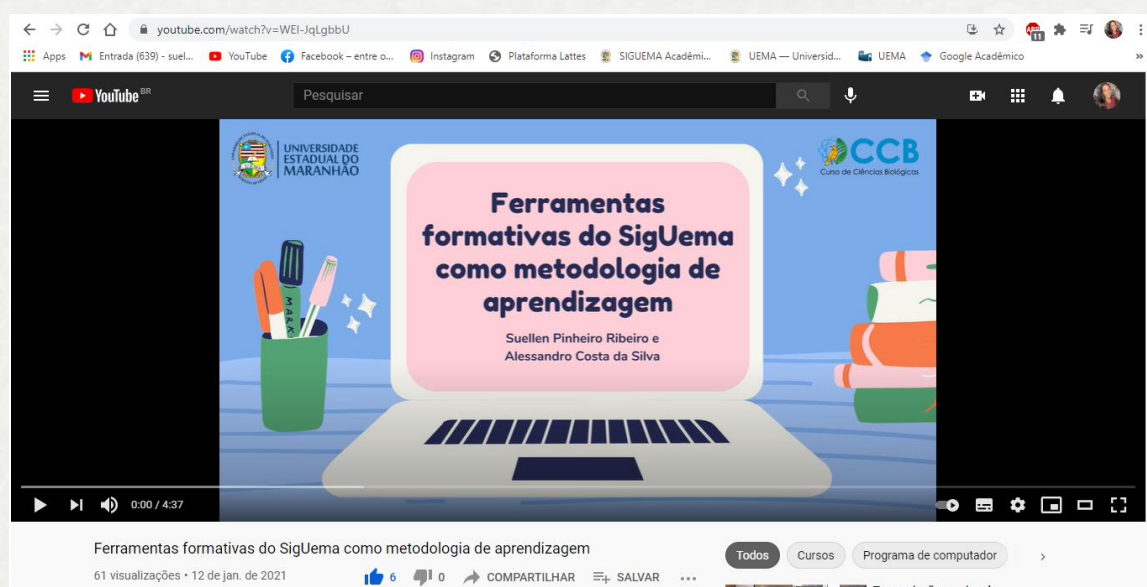 youtube.com/watch?v=WEI-JqLgbbU
Apps Entrada (639) - suel... YouTube Facebook – entre o... Instagram Plataforma Lattes SIGUEMA Acadêmi... UEMA — Universid... UEMA Google Acadêmico »
11
YouTube BR Pesquisar
UNIVERSIDADE
ESTADUAL DO
MARANHÃO
CCB
Curso de Ciências Biológicas
Ferramentas
formativas do SigUema
como metodologia de
aprendizagem
Suellen Pinheiro Ribeiro e
Alessandro Costa da Silva
MARK
0:00 / 4:37
Ferramentas formativas do SigUema como metodologia de aprendizagem
Todos Cursos Programa de computador
61 visualizações • 12 de jan. de 2021 6 0 COMPARTILHAR SALVAR ...